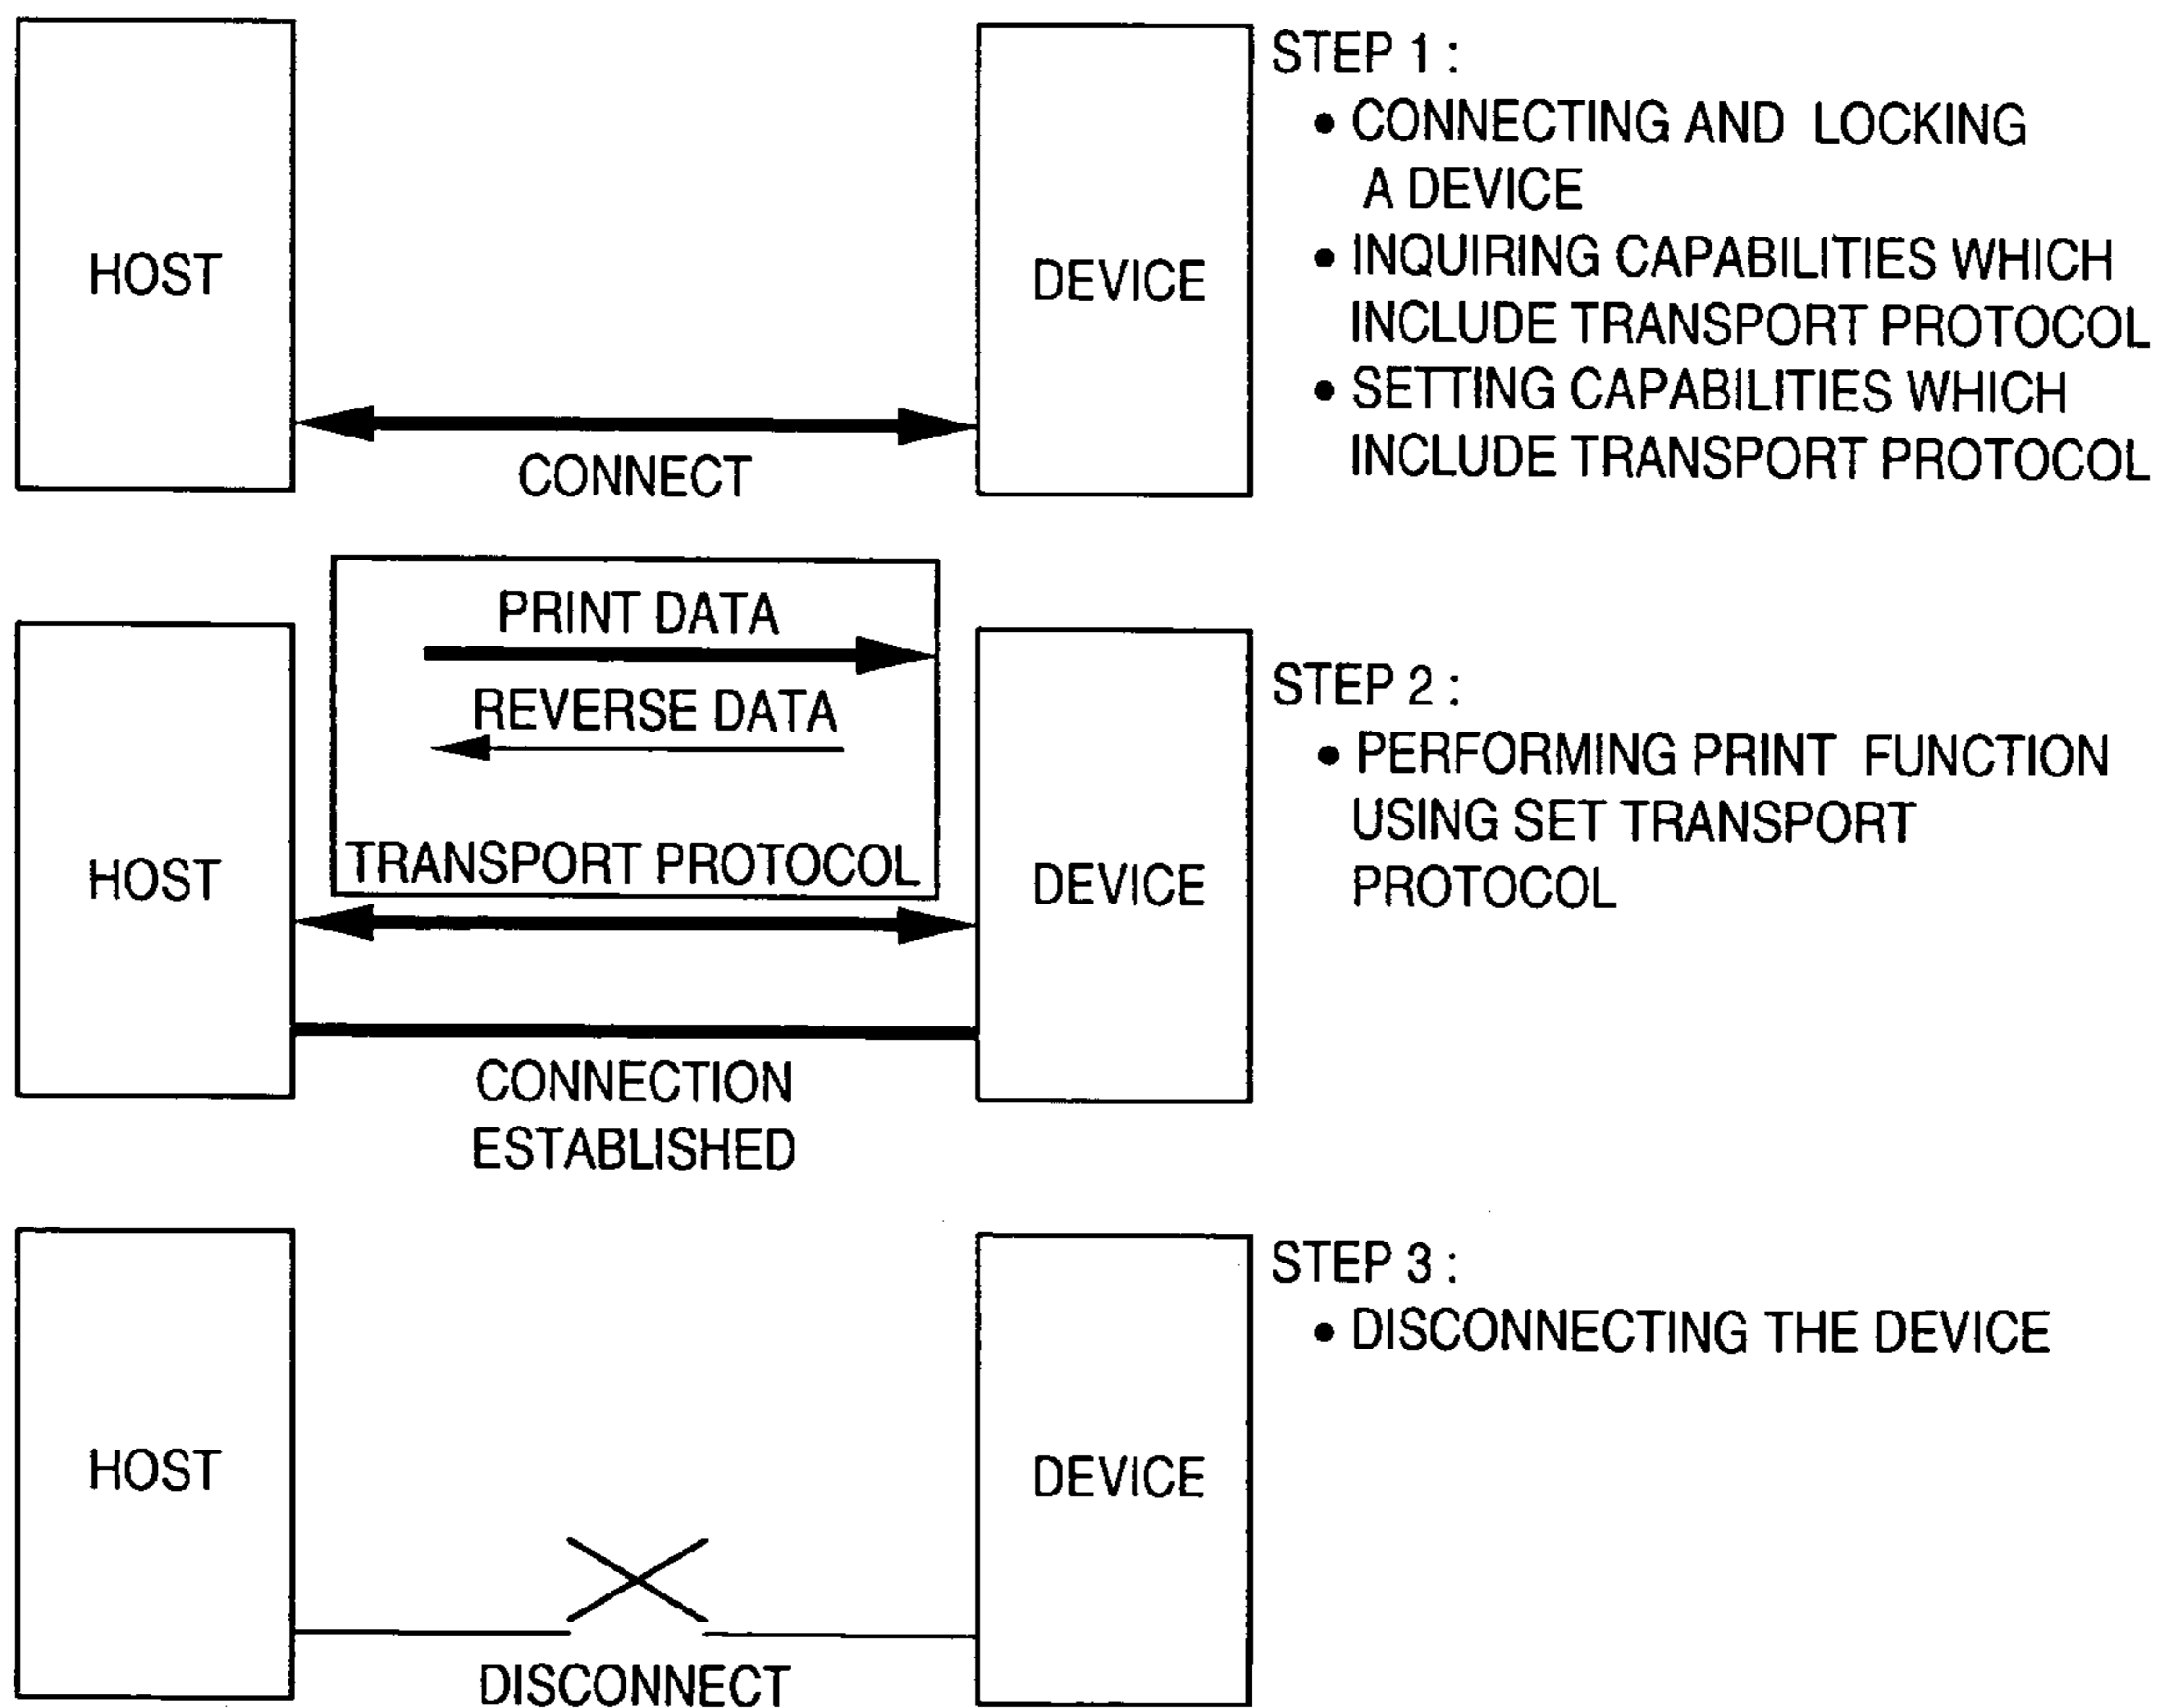 HOST
DEVICE
CONNECT
STEP 1 :
• CONNECTING AND LOCKING
A DEVICE
• INQUIRING CAPABILITIES WHICH
INCLUDE TRANSPORT PROTOCOL
• SETTING CAPABILITIES WHICH
INCLUDE TRANSPORT PROTOCOL
HOST
PRINT DATA
REVERSE DATA
TRANSPORT PROTOCOL
DEVICE
CONNECTION
ESTABLISHED
STEP 2 :
• PERFORMING PRINT FUNCTION
USING SET TRANSPORT
PROTOCOL
HOST
DEVICE
DISCONNECT
STEP 3 :
• DISCONNECTING THE DEVICE